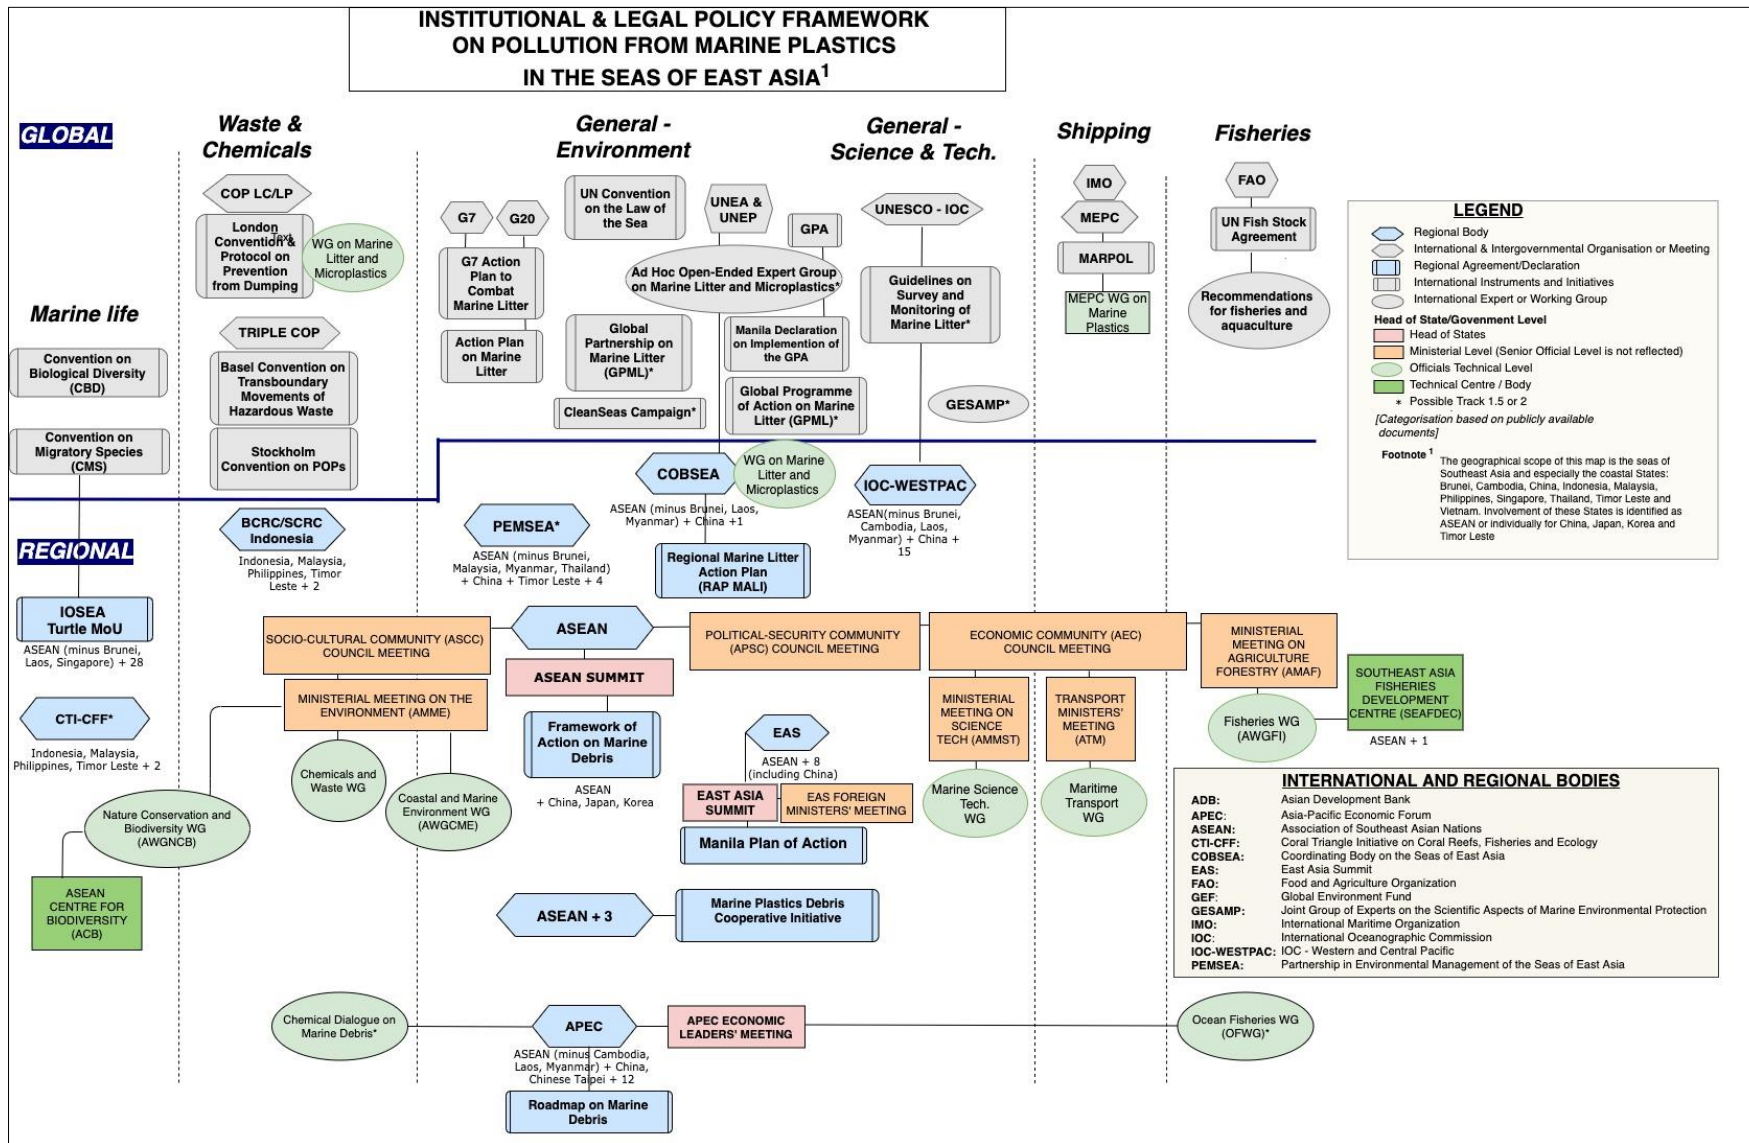 INSTITUTIONAL & LEGAL POLICY FRAMEWORK
ON POLLUTION FROM MARINE PLASTICS
IN THE SEAS OF EAST ASIA1
GLOBAL
Waste &
Chemicals
General -
Environment
General -
Science & Tech.
Shipping
Fisheries
Marine life
COP LC/LP
London
Convention &
Protocol on
Prevention
from Dumping
Text
WG on Marine
Litter and
Microplastics
TRIPLE COP
Basel Convention on
Transboundary
Movements of
Hazardous Waste
Stockholm
Convention on POPs
Convention on
Biological Diversity
(CBD)
Convention on
Migratory Species
(CMS)
G7
G20
G7 Action
Plan to
Combat
Marine Litter
Action Plan
on Marine
Litter
UN Convention
on the Law of
the Sea
UNEA &
UNEP
GPA
Ad Hoc Open-Ended Expert Group
on Marine Litter and Microplastics*
Global
Partnership on
Marine Litter
(GPML)*
Manila Declaration
on Implemention of
the GPA
CleanSeas Campaign*
Global Programme
of Action on Marine
Litter (GPML)*
UNESCO - IOC
Guidelines on
Survey and
Monitoring of
Marine Litter*
GESAMP*
IMO
MEPC
MARPOL
MEPC WG on
Marine
Plastics
FAO
UN Fish Stock
Agreement
Recommendations
for fisheries and
aquaculture
LEGEND
Regional Body
International & Intergovernmental Organisation or Meeting
Regional Agreement/Declaration
International Instruments and Initiatives
International Expert or Working Group
Head of State/Govenment Level
Head of States
Ministerial Level (Senior Official Level is not reflected)
Officials Technical Level
Technical Centre / Body
* Possible Track 1.5 or 2
[Categorisation based on publicly available
documents]
Footnote 1
The geographical scope of this map is the seas of
Southeast Asia and especially the coastal States:
Brunei, Cambodia, China, Indonesia, Malaysia,
Philippines, Singapore, Thailand, Timor Leste and
Vietnam. Involvement of these States is identified as
ASEAN or individually for China, Japan, Korea and
Timor Leste
REGIONAL
IOSEA
Turtle MoU
ASEAN (minus Brunei,
Laos, Singapore) + 28
CTI-CFF*
Indonesia, Malaysia,
Philippines, Timor Leste + 2
BCRC/SCRC
Indonesia
Indonesia, Malaysia,
Philippines, Timor
Leste + 2
PEMSEA*
ASEAN (minus Brunei,
Malaysia, Myanmar, Thailand)
+ China + Timor Leste + 4
COBSEA
WG on Marine
Litter and
Microplastics
ASEAN (minus Brunei, Laos,
Myanmar) + China +1
Regional Marine Litter
Action Plan
(RAP MALI)
IOC-WESTPAC
ASEAN(minus Brunei,
Cambodia, Laos,
Myanmar) + China +
15
SOCIO-CULTURAL COMMUNITY (ASCC)
COUNCIL MEETING
ASEAN
POLITICAL-SECURITY COMMUNITY
(APSC) COUNCIL MEETING
ECONOMIC COMMUNITY (AEC)
COUNCIL MEETING
MINISTERIAL
MEETING ON
AGRICULTURE
FORESTRY (AMAF)
SOUTHEAST ASIA
FISHERIES
DEVELOPMENT
CENTRE (SEAFDEC)
ASEAN + 1
MINISTERIAL MEETING ON THE
ENVIRONMENT (AMME)
ASEAN SUMMIT
Framework of
Action on Marine
Debris
ASEAN
+ China, Japan, Korea
EAS
ASEAN + 8
(including China)
EAST ASIA
SUMMIT
EAS FOREIGN
MINISTERS' MEETING
Manila Plan of Action
MINISTERIAL
MEETING ON
SCIENCE
TECH (AMMST)
TRANSPORT
MINISTERS'
MEETING
(ATM)
Fisheries WG
(AWGFI)
Marine Science
Tech.
WG
Maritime
Transport
WG
Chemicals and
Waste WG
Coastal and Marine
Environment WG
(AWGCME)
Nature Conservation and
Biodiversity WG
(AWGNCB)
ASEAN
CENTRE FOR
BIODIVERSITY
(ACB)
ASEAN + 3
Marine Plastics Debris
Cooperative Initiative
INTERNATIONAL AND REGIONAL BODIES
ADB: Asian Development Bank
APEC: Asia-Pacific Economic Forum
ASEAN: Association of Southeast Asian Nations
CTI-CFF: Coral Triangle Initiative on Coral Reefs, Fisheries and Ecology
COBSEA: Coordinating Body on the Seas of East Asia
EAS: East Asia Summit
FAO: Food and Agriculture Organization
GEF: Global Environment Fund
GESAMP: Joint Group of Experts on the Scientific Aspects of Marine Environmental Protection
IMO: International Maritime Organization
IOC: International Oceanographic Commission
IOC-WESTPAC: IOC - Western and Central Pacific
PEMSEA: Partnership in Environmental Management of the Seas of East Asia
Chemical Dialogue on
Marine Debris*
APEC
APEC ECONOMIC
LEADERS' MEETING
Ocean Fisheries WG
(OFWG)*
ASEAN (minus Cambodia,
Laos, Myanmar) + China,
Chinese Taipei + 12
Roadmap on Marine
Debris